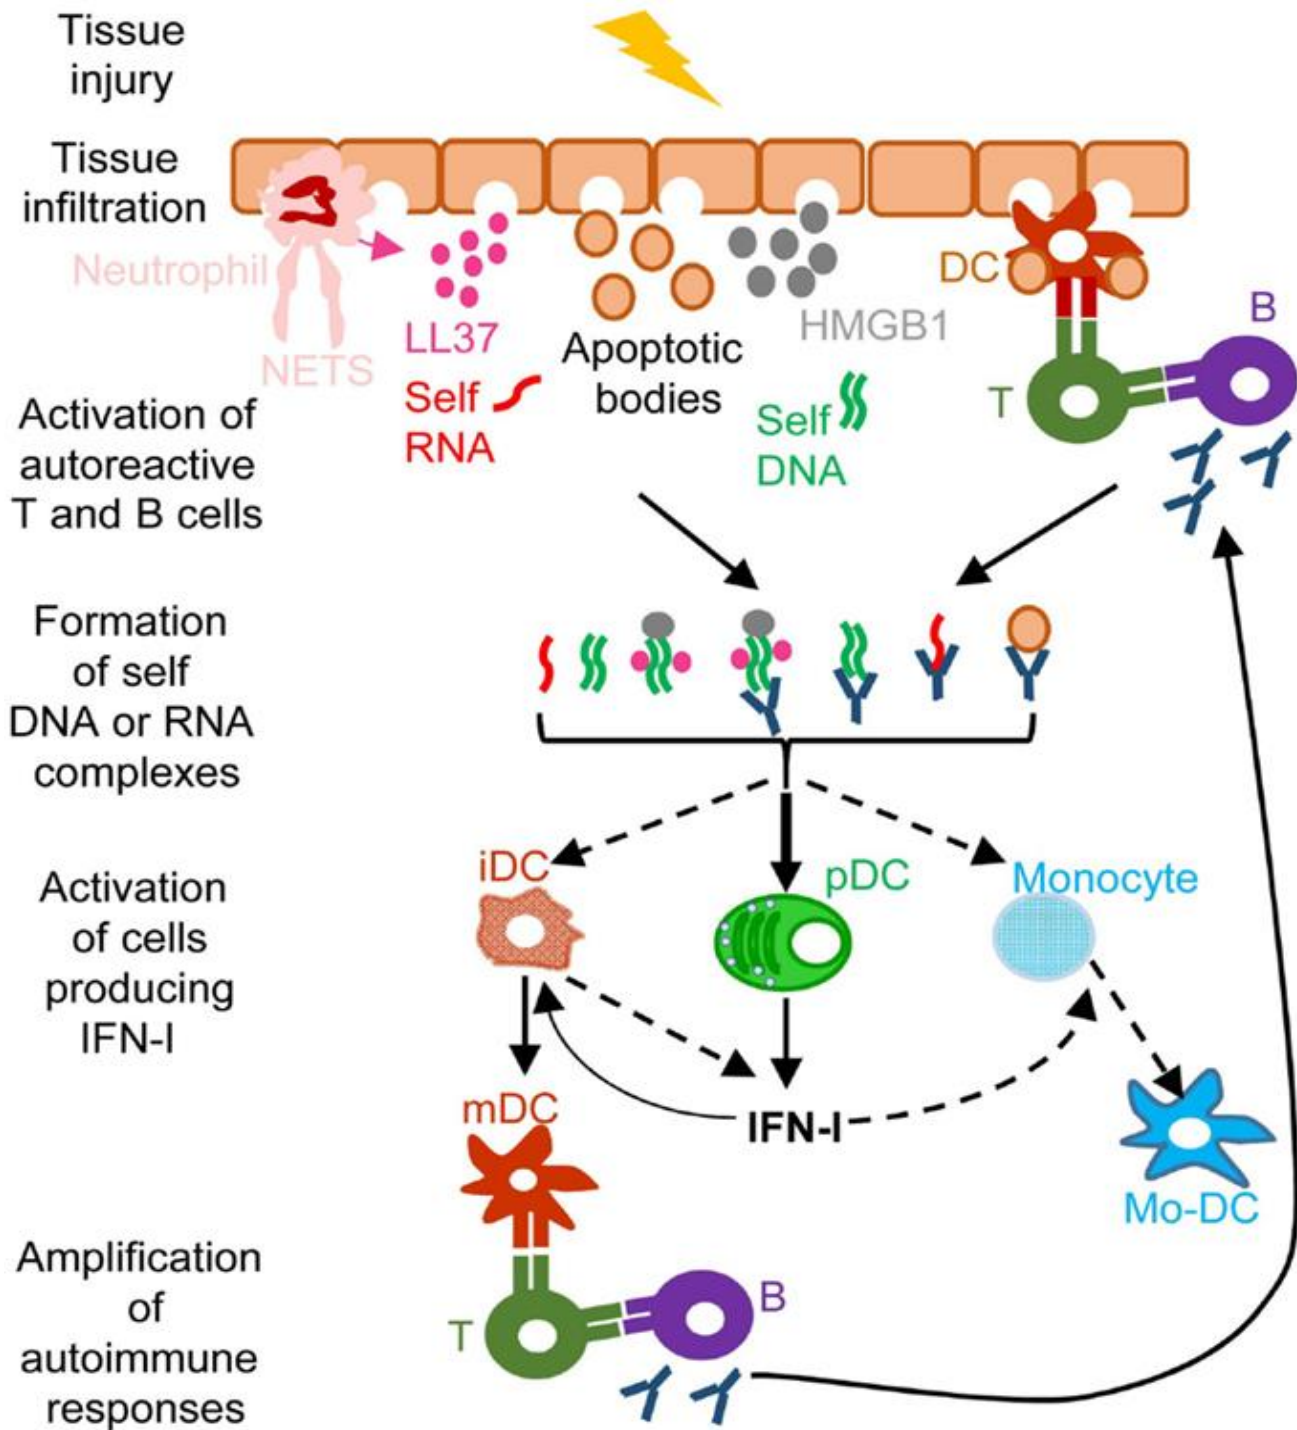 Tissue
injury
Tissue
infiltration
Neutrophil
NETS
LL37
Self
RNA
Apoptotic
bodies
HMGB1
Self
DNA
DC
B
T
Activation of
autoreactive
T and B cells
Formation
of self
DNA or RNA
complexes
iDC
pDC
Monocyte
Activation
of cells
producing
IFN-I
mDC
IFN-I
Mo-DC
Amplification
of
autoimmune
responses
T
B